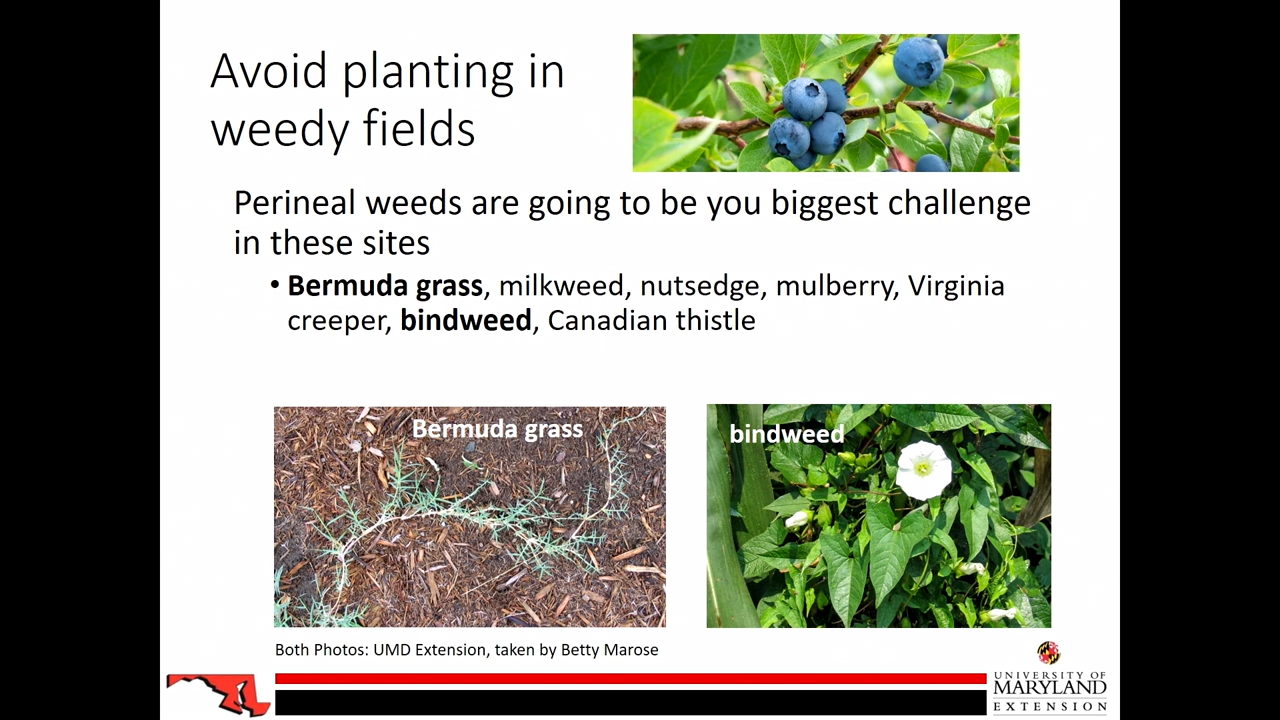 Avoid planting in
weedy fields
Perineal weeds are going to be you biggest challenge
in these sites
• Bermuda grass, milkweed, nutsedge, mulberry, Virginia
creeper, bindweed, Canadian thistle
Bermuda grass
bindweed
Both Photos: UMD Extension, taken by Betty Marose
UNIVERSITY OF
MARYLAND
EXTENSION